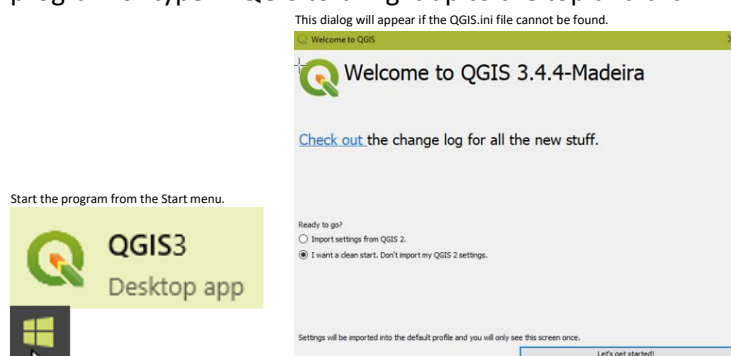 This dialog will appear if the QGIS.ini file cannot be found.
Welcome to QGIS
Welcome to QGIS 3.4.4-Madeira
Check out the change log for all the new stuff.
Start the program from the Start menu.
QGIS3
Desktop app
Ready to go?
Import settings from QGIS 2.
I want a clean start. Don't import my QGIS 2 settings.
Settings will be imported into the default profile and you will only see this screen once.
Let's get started!